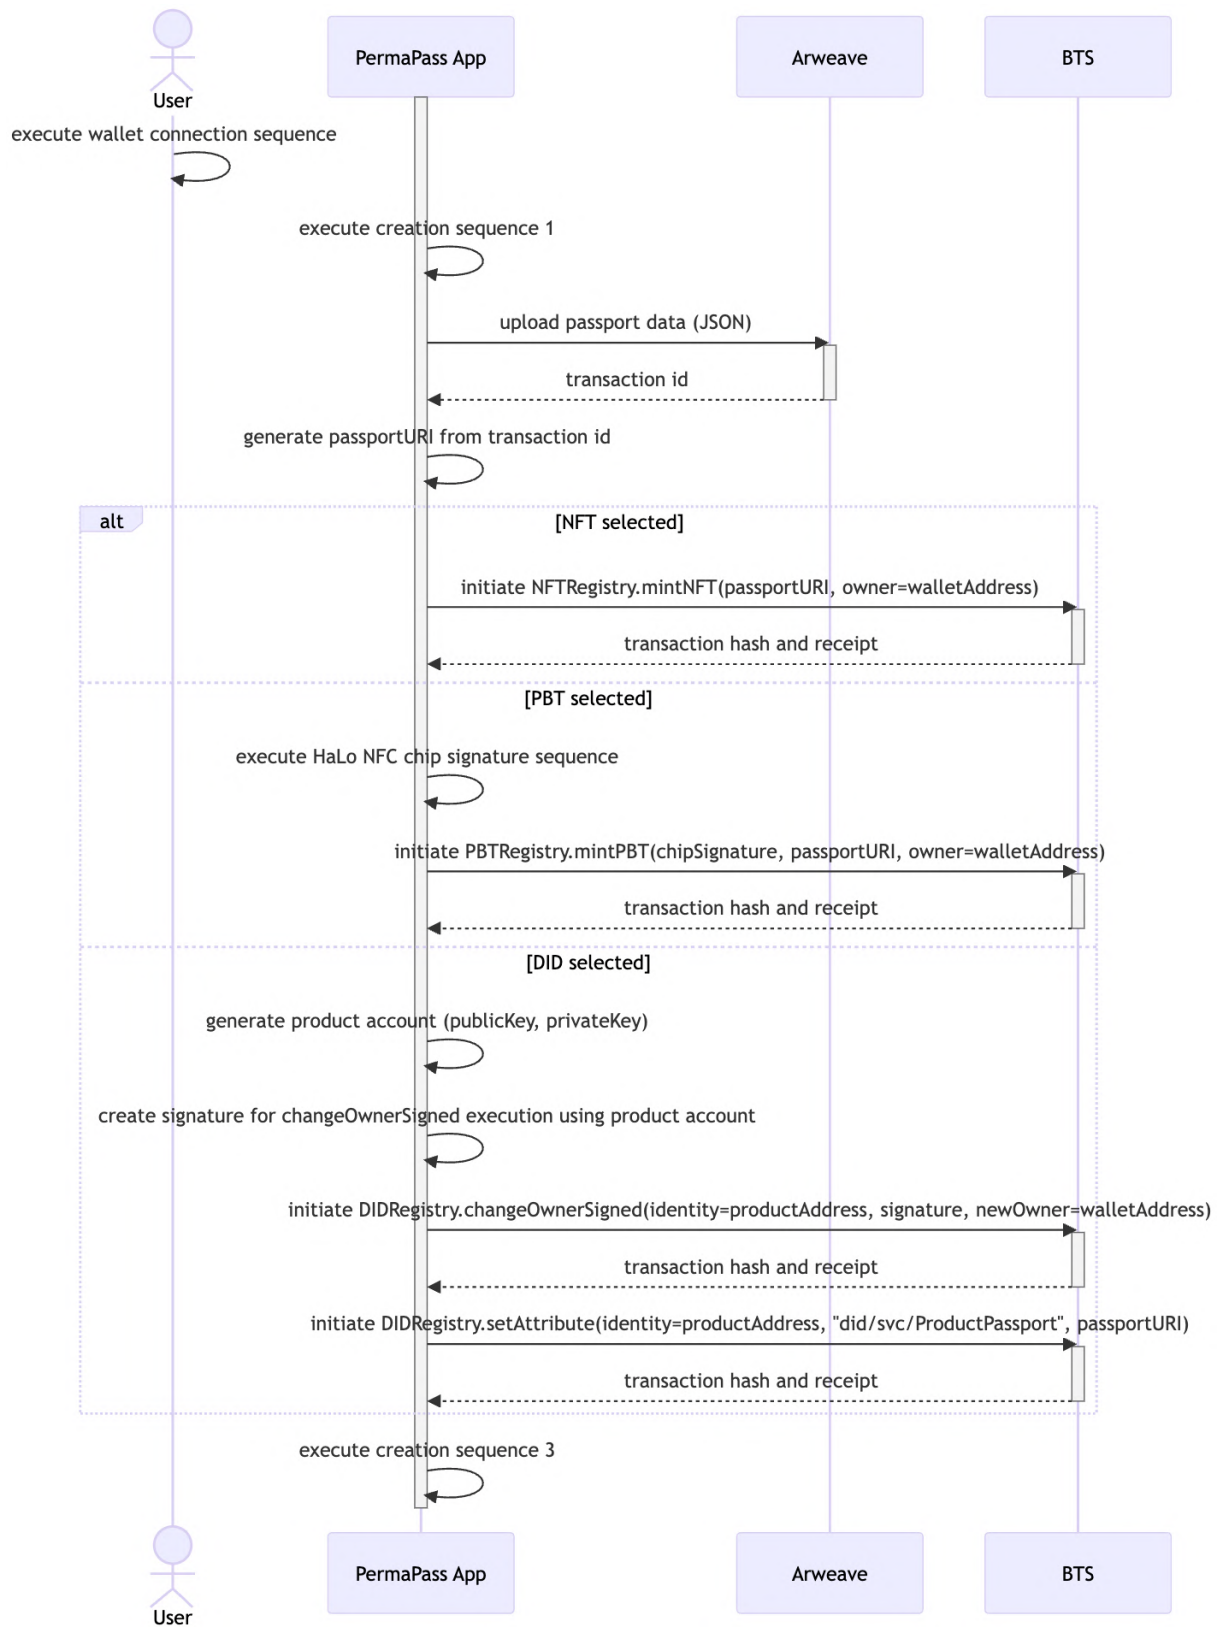 PermaPass App
Arweave
BTS
User
execute wallet connection sequence
execute creation sequence 1
upload passport data (JSON)
transaction id
generate passportURI from transaction id
alt
[NFT selected]
initiate NFTRegistry.mintNFT(passportURI, owner=walletAddress)
transaction hash and receipt
[PBT selected]
execute HaLo NFC chip signature sequence
initiate PBTRegistry.mintPBT(chipSignature, passportURI, owner=walletAddress)
transaction hash and receipt
[DID selected]
generate product account (publicKey, privateKey)
create signature for changeOwnerSigned execution using product account
initiate DIDRegistry.changeOwnerSigned(identity=productAddress, signature, newOwner=walletAddress)
transaction hash and receipt
initiate DIDRegistry.setAttribute(identity=productAddress, "did/svc/ProductPassport", passportURI)
transaction hash and receipt
execute creation sequence 3
PermaPass App
Arweave
BTS
User